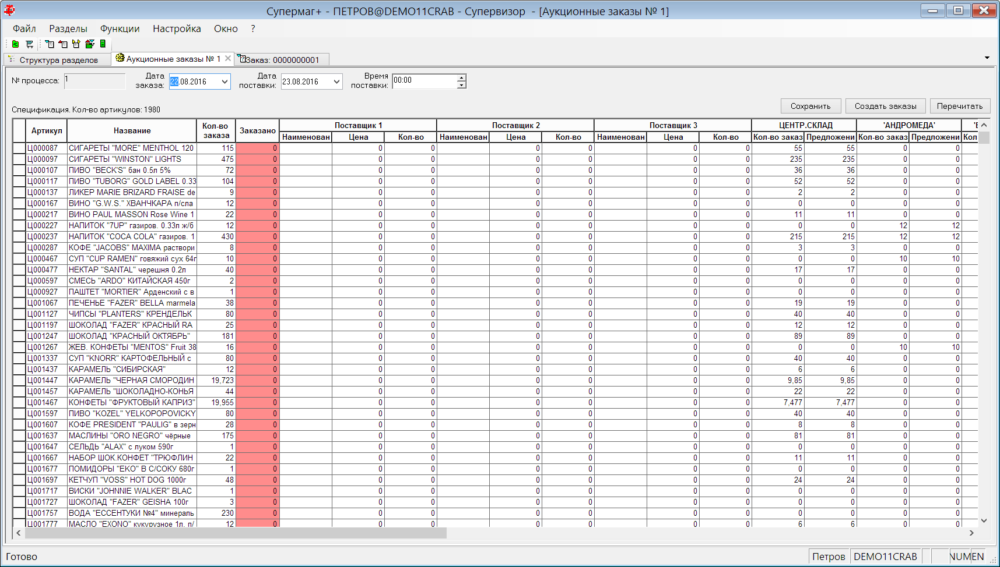 Супермаг+ - ПЕТРОВ@DEMO11CRAB - Супервизор - [Аукционные заказы № 1]
Файл Разделы Функции Настройка Окно ?
Структура разделов Аукционные заказы № 1 Заказ: 0000000001
№ процесса: 1 Дата заказа: 22.08.2016 Дата поставки: 23.08.2016 Время поставки: 00:00
Спецификация. Кол-во артикулов: 1980 Сохранить Создать заказы Перечитать
Артикул Название Кол-во заказа Заказано Поставщик 1 Поставщик 2 Поставщик 3 ЦЕНТР.СКЛАД 'АНДРОМЕДА'
Наименован Цена Кол-во Наименован Цена Кол-во Наименован Цена Кол-во Кол-во заказ Предложени Кол-во заказ Предложени Кол
Ц000087 СИГАРЕТЫ "MORE" MENTHOL 120 115 0 0 0 0 0 0 0 55 55 0 0
Ц000097 СИГАРЕТЫ "WINSTON" LIGHTS 475 0 0 0 0 0 0 0 235 235 0 0
Ц000107 ПИВО "BECK'S" бан 0.5л 5% 72 0 0 0 0 0 0 0 36 36 0 0
Ц000117 ПИВО "TUBORG" GOLD LABEL 0.33 104 0 0 0 0 0 0 0 52 52 0 0
Ц000137 ЛИКЕР MARIE BRIZARD FRAISE de 9 0 0 0 0 0 0 0 2 2 0 0
Ц000167 ВИНО "G.W.S." ХВАНЧКАРА п/сла 12 0 0 0 0 0 0 0 0 0 0 0
Ц000217 ВИНО PAUL MASSON Rose Wine 1 22 0 0 0 0 0 0 0 11 11 0 0
Ц000227 НАПИТОК "7UP" газиров. 0.33л ж/б 12 0 0 0 0 0 0 0 0 0 12 12
Ц000237 НАПИТОК "COCA COLA" газиров. 1 430 0 0 0 0 0 0 0 215 215 12 12
Ц000287 КОФЕ "JACOBS" MAXIMA раствори 8 0 0 0 0 0 0 0 3 3 0 0
Ц000467 СУП "CUP RAMEN" говяжий сух 64г 10 0 0 0 0 0 0 0 0 0 10 10
Ц000477 НЕКТАР "SANTAL" черешня 0.2л 40 0 0 0 0 0 0 0 17 17 0 0
Ц000597 СМЕСЬ "ARDO" КИТАЙСКАЯ 450г 2 0 0 0 0 0 0 0 0 0 0 0
Ц000927 ПАШТЕТ "MORTIER" Арденский с в 1 0 0 0 0 0 0 0 0 0 0 0
Ц001067 ПЕЧЕНЬЕ "FAZER" BELLA marmela 38 0 0 0 0 0 0 0 19 19 0 0
Ц001127 ЧИПСЫ "PLANTERS" КРЕНДЕЛЬК 80 0 0 0 0 0 0 0 40 40 0 0
Ц001197 ШОКОЛАД "FAZER" КРАСНЫЙ RA 25 0 0 0 0 0 0 0 12 12 0 0
Ц001247 ШОКОЛАД "КРАСНЫЙ ОКТЯБРЬ" 181 0 0 0 0 0 0 0 89 89 0 0
Ц001267 ЖЕВ. КОНФЕТЫ "MENTOS" Fruit 38 16 0 0 0 0 0 0 0 0 0 10 10
Ц001337 СУП "KNORR" КАРТОФЕЛЬНЫЙ с 80 0 0 0 0 0 0 0 40 40 0 0
Ц001437 КАРАМЕЛЬ "СИБИРСКАЯ" 12 0 0 0 0 0 0 0 6 6 0 0
Ц001447 КАРАМЕЛЬ "ЧЕРНАЯ СМОРОДИН 19,723 0 0 0 0 0 0 0 9,85 9,85 0 0
Ц001457 КАРАМЕЛЬ "ШОКОЛАДНО-КОНЬЯ 44 0 0 0 0 0 0 0 22 22 0 0
Ц001467 КОНФЕТЫ "ФРУКТОВЫЙ КАПРИЗ" 19,955 0 0 0 0 0 0 0 7,477 7,477 0 0
Ц001597 ПИВО "KOZEL" YELKOPOPOVICKY 80 0 0 0 0 0 0 0 40 40 0 0
Ц001607 КОФЕ PRESIDENT "PAULIG" в зерн 28 0 0 0 0 0 0 0 8 8 0 0
Ц001637 МАСЛИНЫ "ORO NEGRO" чёрные 175 0 0 0 0 0 0 0 81 81 0 0
Ц001647 СЕЛЬДЬ "ALAX" с луком 590г 1 0 0 0 0 0 0 0 0 0 0 0
Ц001667 НАБОР ШОК.КОНФЕТ "ТРЮФЛИН 22 0 0 0 0 0 0 0 11 11 0 0
Ц001677 ПОМИДОРЫ "EKO" В С/СОКУ 680г 1 0 0 0 0 0 0 0 0 0 0 0
Ц001697 КЕТЧУП "VOSS" HOT DOG 1000г 48 0 0 0 0 0 0 0 24 24 0 0
Ц001717 ВИСКИ "JOHNNIE WALKER" BLAC 1 0 0 0 0 0 0 0 0 0 0 0
Ц001727 ШОКОЛАД "FAZER" GEISHA 100г 3 0 0 0 0 0 0 0 0 0 0 0
Ц001757 ВОДА "ЕССЕНТУКИ №4" минераль 230 0 0 0 0 0 0 0 0 0 0 0
Ц001777 МАСЛО "EXONO" кукурузное 1л. п/ 12 0 0 0 0 0 0 0 6 6 0 0
Готово Петров DEMO11CRAB NUM EN